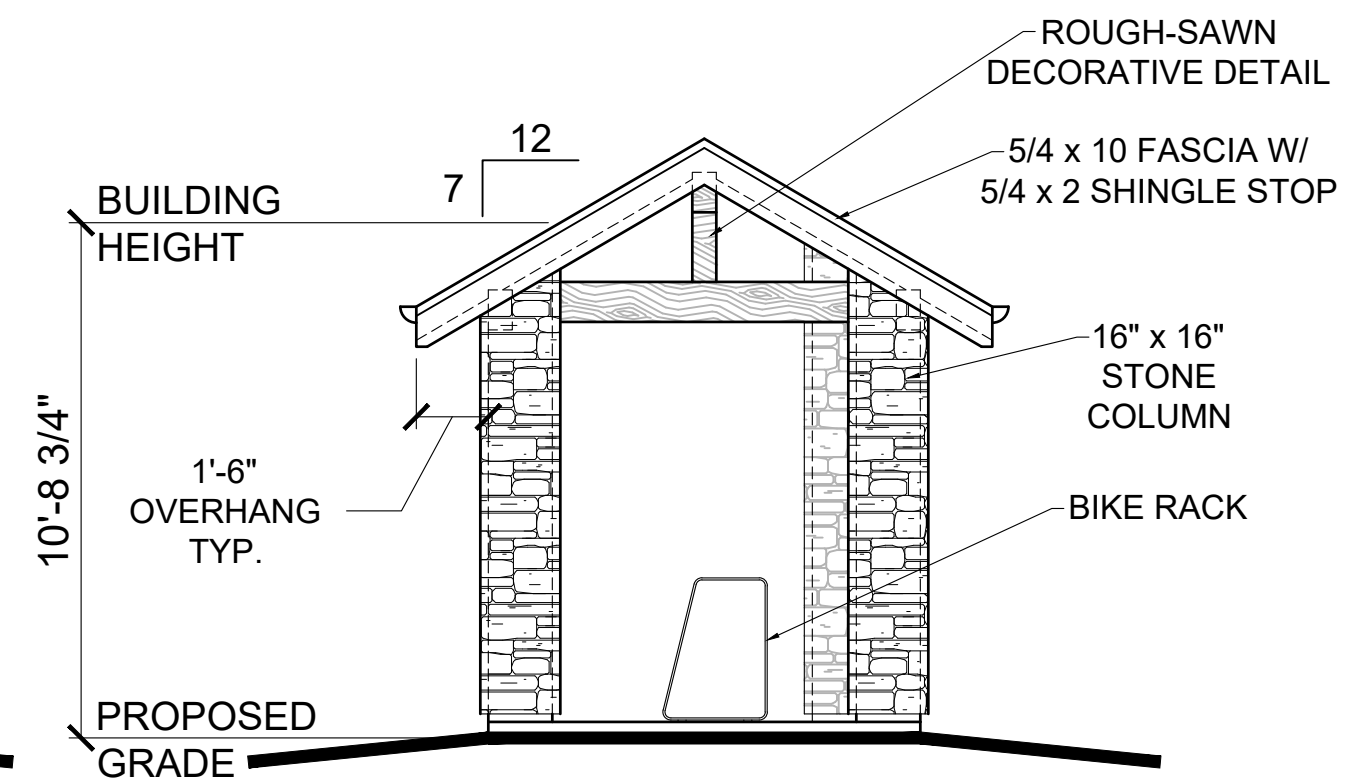 ROUGH-SAWN
DECORATIVE DETAIL
12
7
5/4 x 10 FASCIA W/
5/4 x 2 SHINGLE STOP
BUILDING
HEIGHT
16" x 16"
STONE
COLUMN
10'-8 3/4"
1'-6"
OVERHANG
TYP.
BIKE RACK
PROPOSED
GRADE